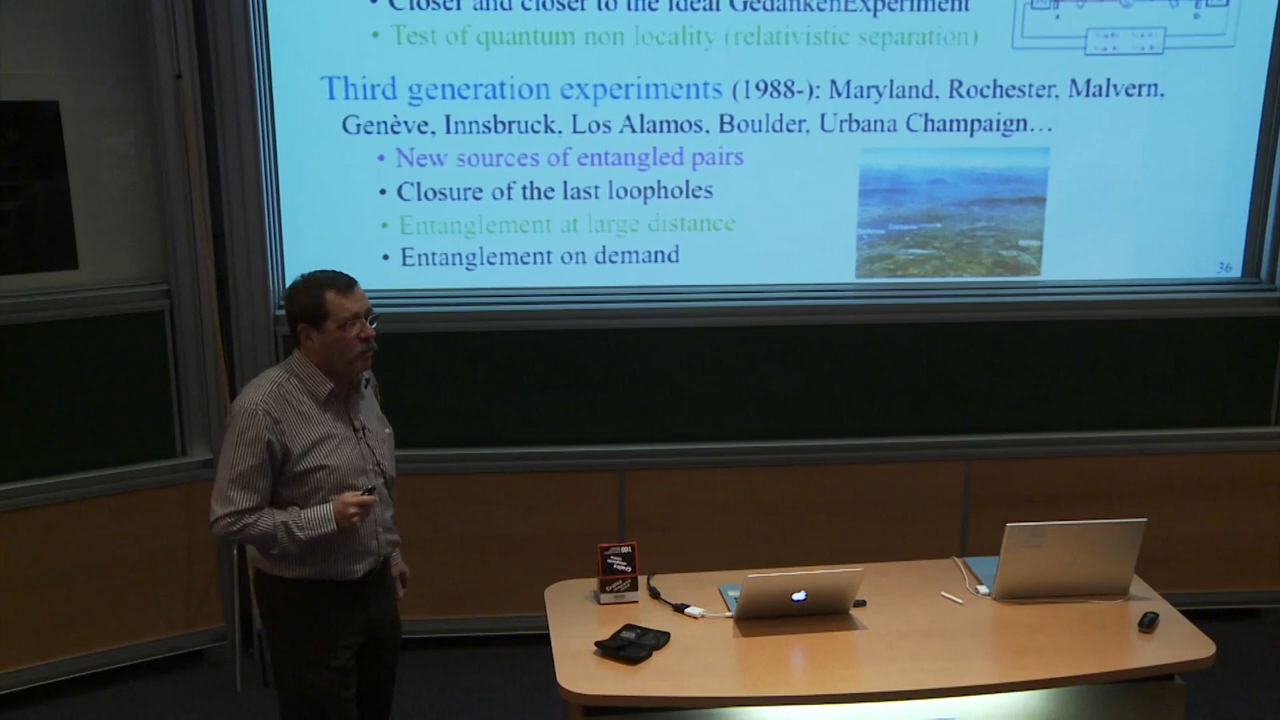 • Closer and closer to the ideal GedankenExperiment
• Test of quantum non locality (relativistic separation)
Third generation experiments (1988-): Maryland, Rochester, Malvern,
Genève, Innsbruck, Los Alamos, Boulder, Urbana Champaign…
• New sources of entangled pairs
• Closure of the last loopholes
• Entanglement at large distance
• Entanglement on demand
36
100